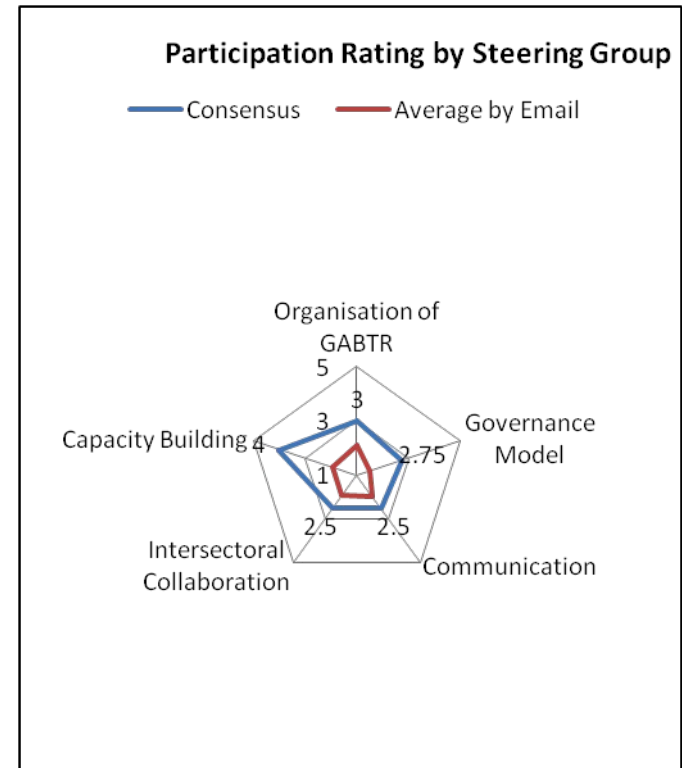 Participation Rating by Steering Group
Consensus
Average by Email
Organisation of
GABTR
5
3
3
1
Governance
Model
2.75
Communication
2.5
Intersectoral
Collaboration
2.5
Capacity Building
4